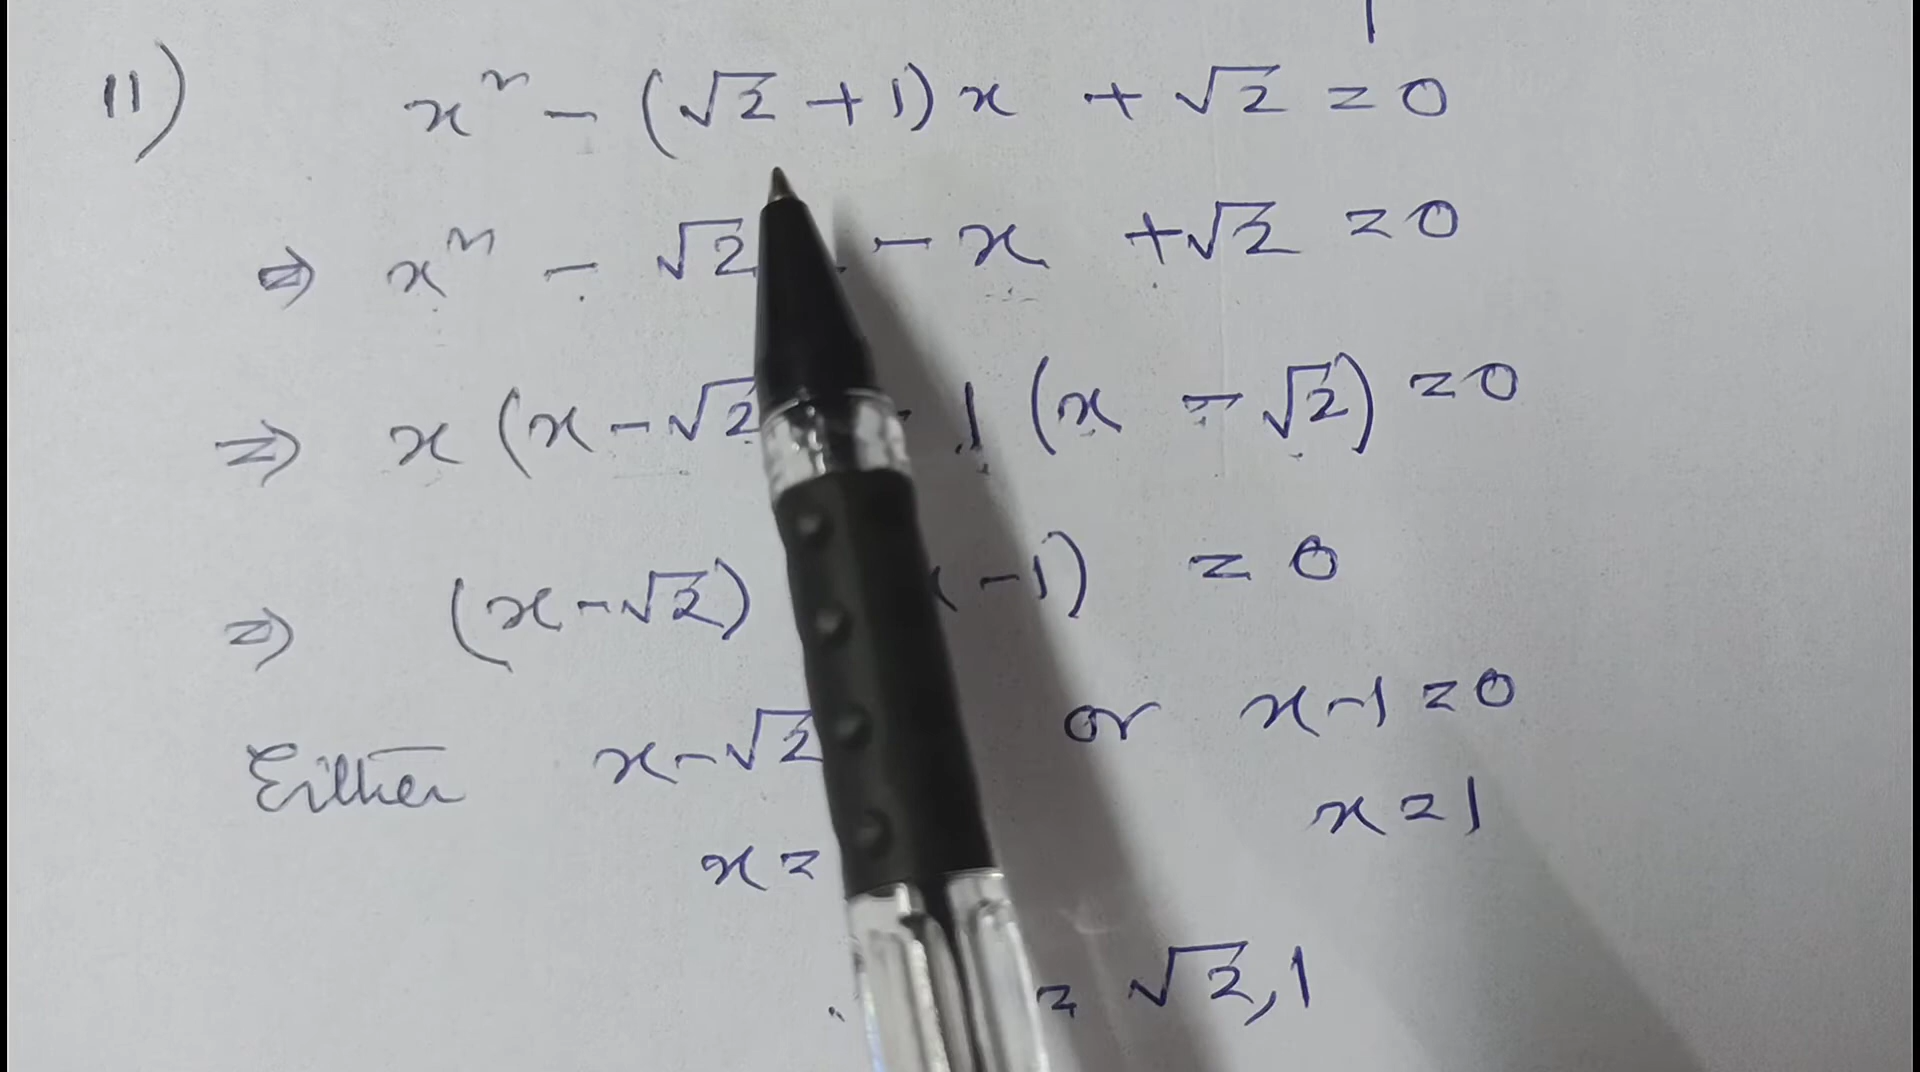 11) x² - (√2 + 1)x + √2 = 0
⇒ x² - √2 - x + √2 = 0
⇒ x (x - √2 - 1 (x - √2) = 0
⇒ (x - √2) - 1) = 0
Either x - √2 or x - 1 = 0
x = x = 1
= √2, 1